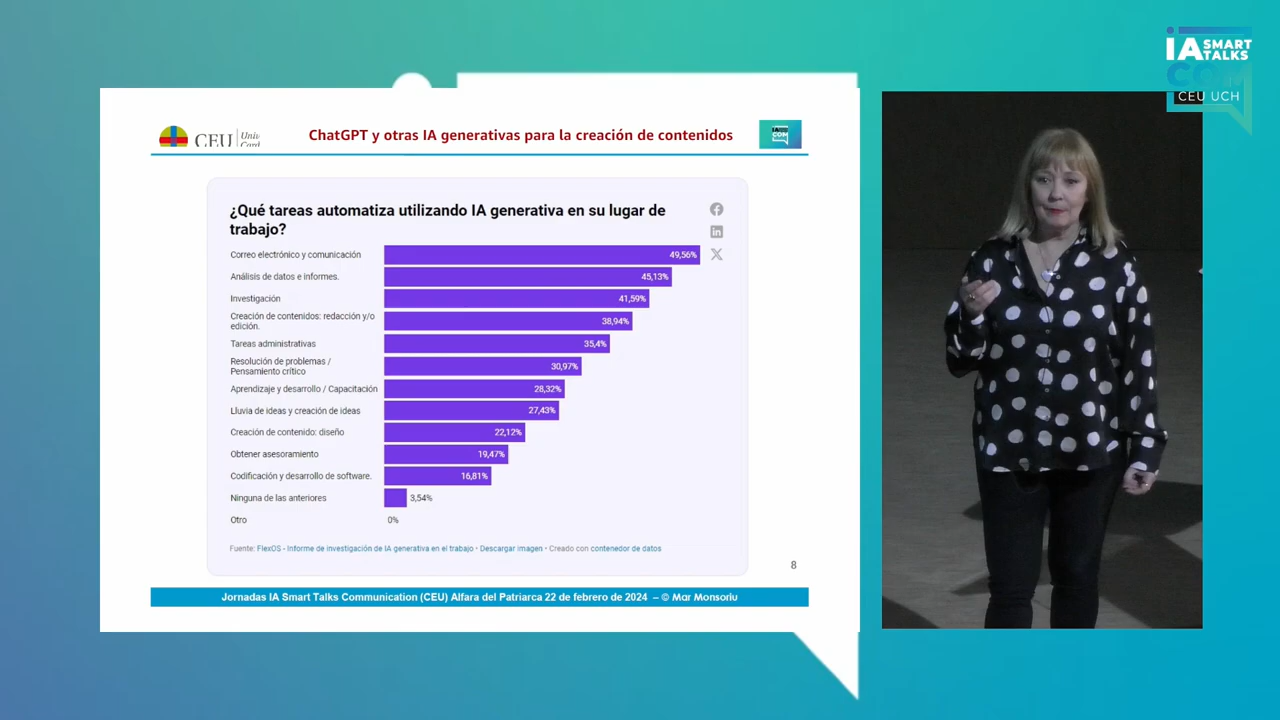 iA SMART
TALKS
COM
CEU UCH
CEU
ChatGPT y otras IA generativas para la creación de contenidos
¿Qué tareas automatiza utilizando IA generativa en su lugar de
trabajo?
Correo electrónico y comunicación 49,56%
Análisis de datos e informes. 45,13%
Investigación 41,59%
Creación de contenidos: redacción y/o
edición. 38,94%
Tareas administrativas 35,4%
Resolución de problemas /
Pensamiento crítico 30,97%
Aprendizaje y desarrollo / Capacitación 28,32%
Lluvia de ideas y creación de ideas 27,43%
Creación de contenido: diseño 22,12%
Obtener asesoramiento 19,47%
Codificación y desarrollo de software. 16,81%
Ninguna de las anteriores 3,54%
Otro 0%
Fuente: FlexOS - Informe de investigación de IA generativa en el trabajo • Descargar imagen • Creado con contenedor de datos
8
Jornadas IA Smart Talks Communication (CEU) Alfara del Patriarca 22 de febrero de 2024 – © Mar Monsoriu